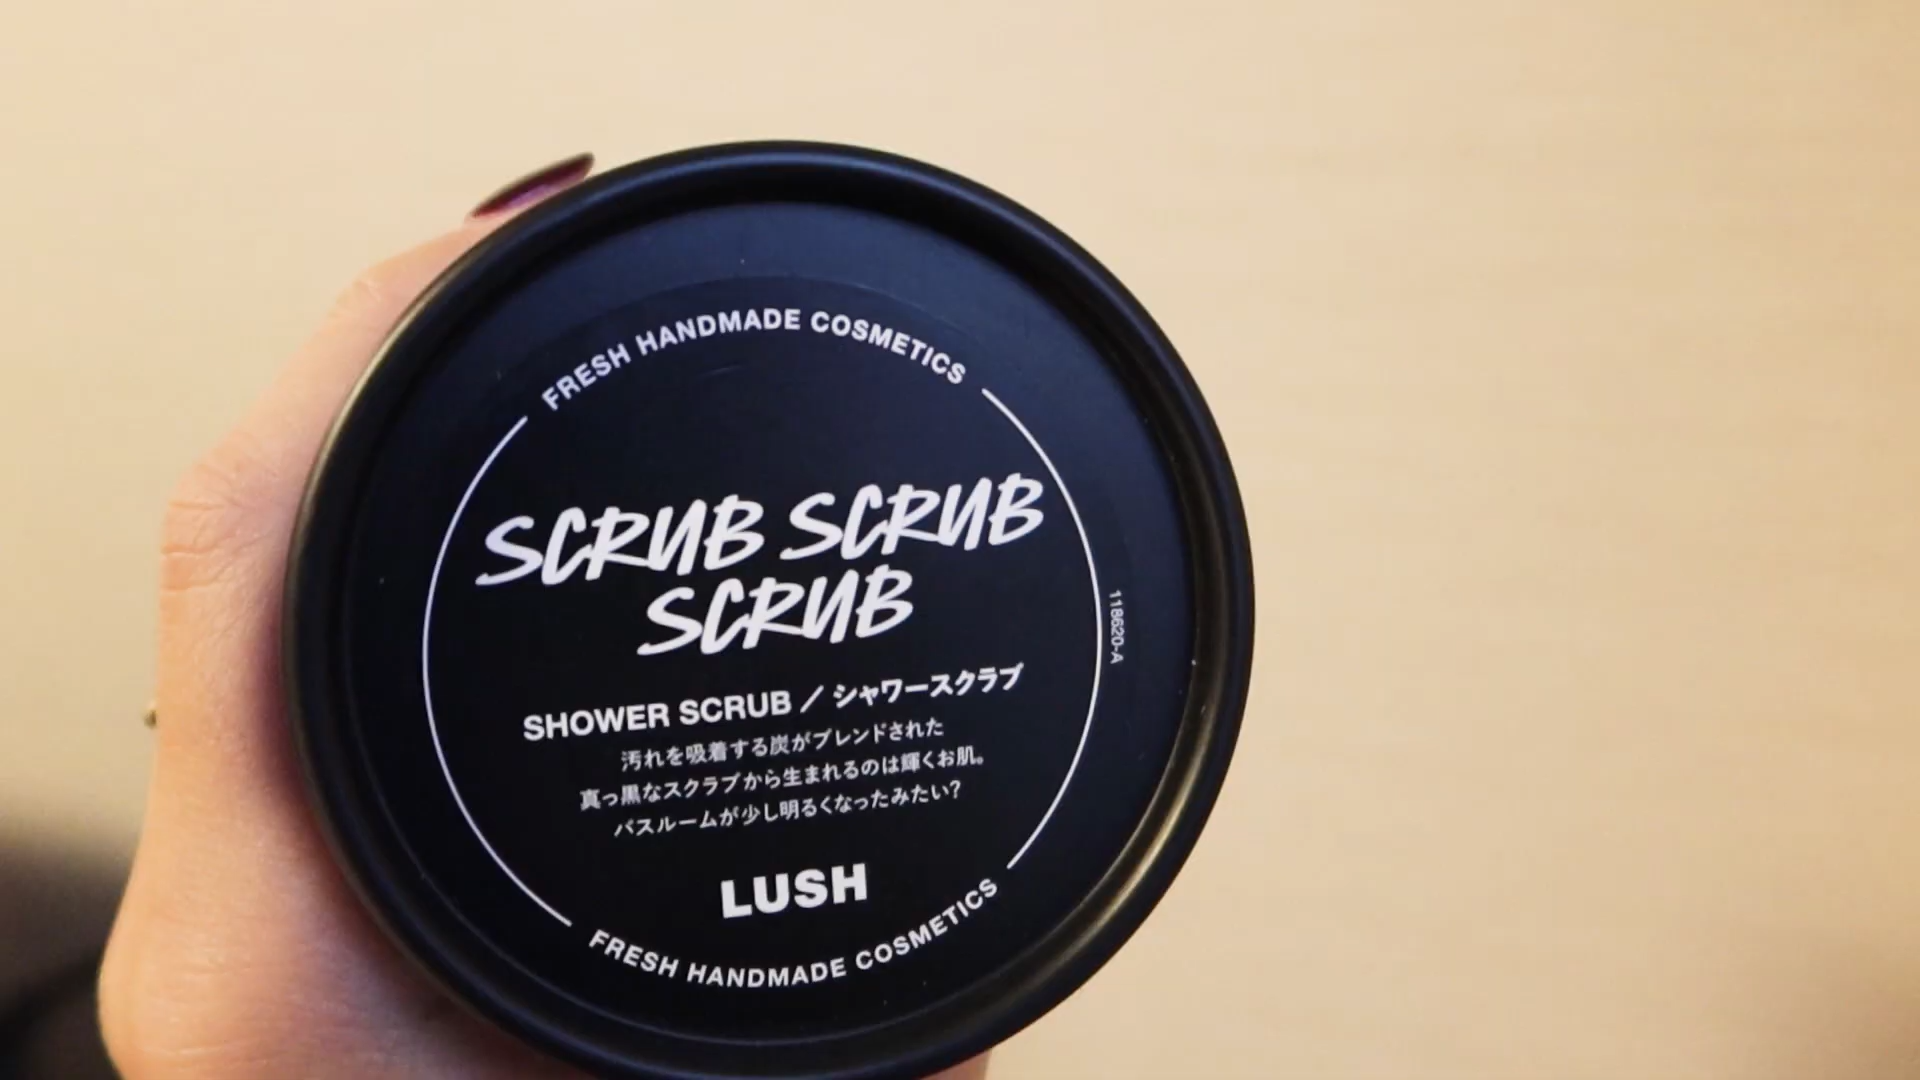 FRESH HANDMADE COSMETICS
SCRUB SCRUB
SCRUB
SHOWER SCRUB / シャワースクラブ
汚れを吸着する炭がブレンドされた
真っ黒なスクラブから生まれるのは輝くお肌。
バスルームが少し明るくなったみたい?
LUSH
FRESH HANDMADE COSMETICS
118620-A